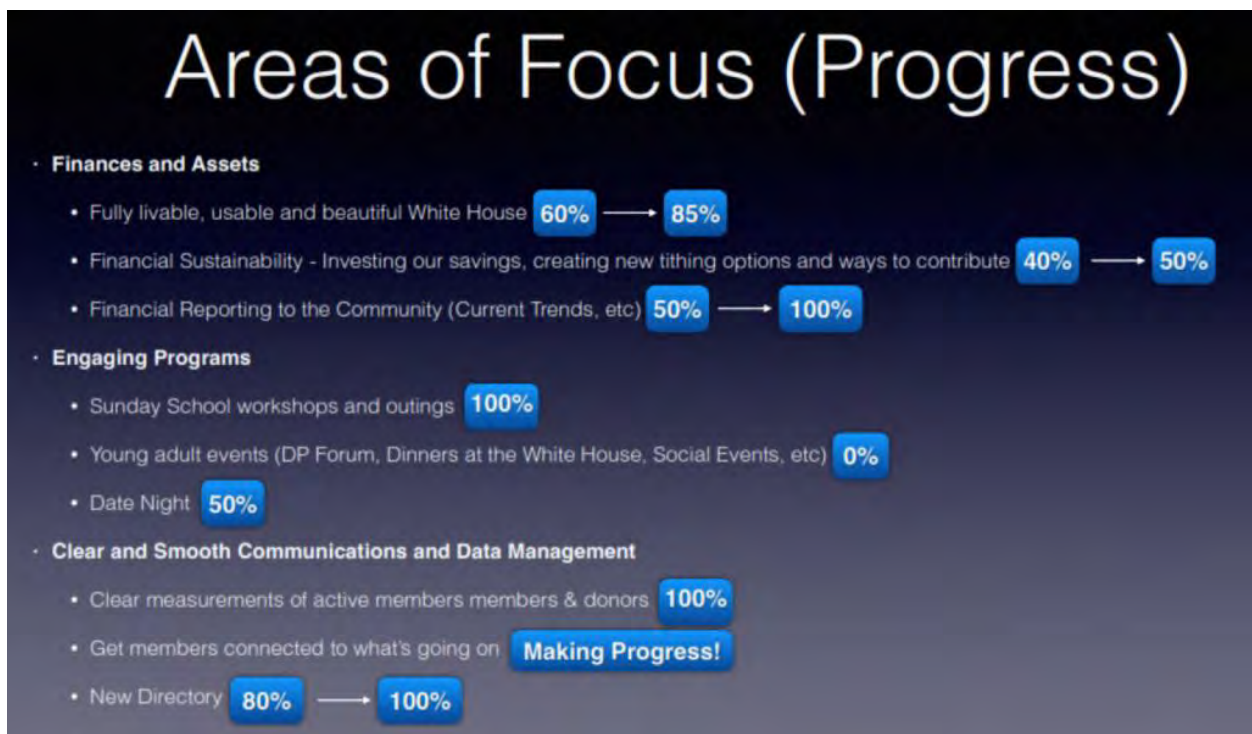 Areas of Focus (Progress)
· Finances and Assets
• Fully livable, usable and beautiful White House 60% → 85%
• Financial Sustainability - Investing our savings, creating new tithing options and ways to contribute 40% → 50%
• Financial Reporting to the Community (Current Trends, etc) 50% → 100%
· Engaging Programs
• Sunday School workshops and outings 100%
• Young adult events (DP Forum, Dinners at the White House, Social Events, etc) 0%
• Date Night 50%
· Clear and Smooth Communications and Data Management
• Clear measurements of active members members & donors 100%
• Get members connected to what's going on Making Progress!
• New Directory 80% → 100%